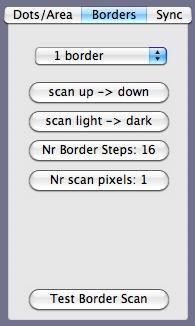 Dots/Area Borders Sync
1 border
scan up -> down
scan light -> dark
Nr Border Steps: 16
Nr scan pixels: 1
Test Border Scan